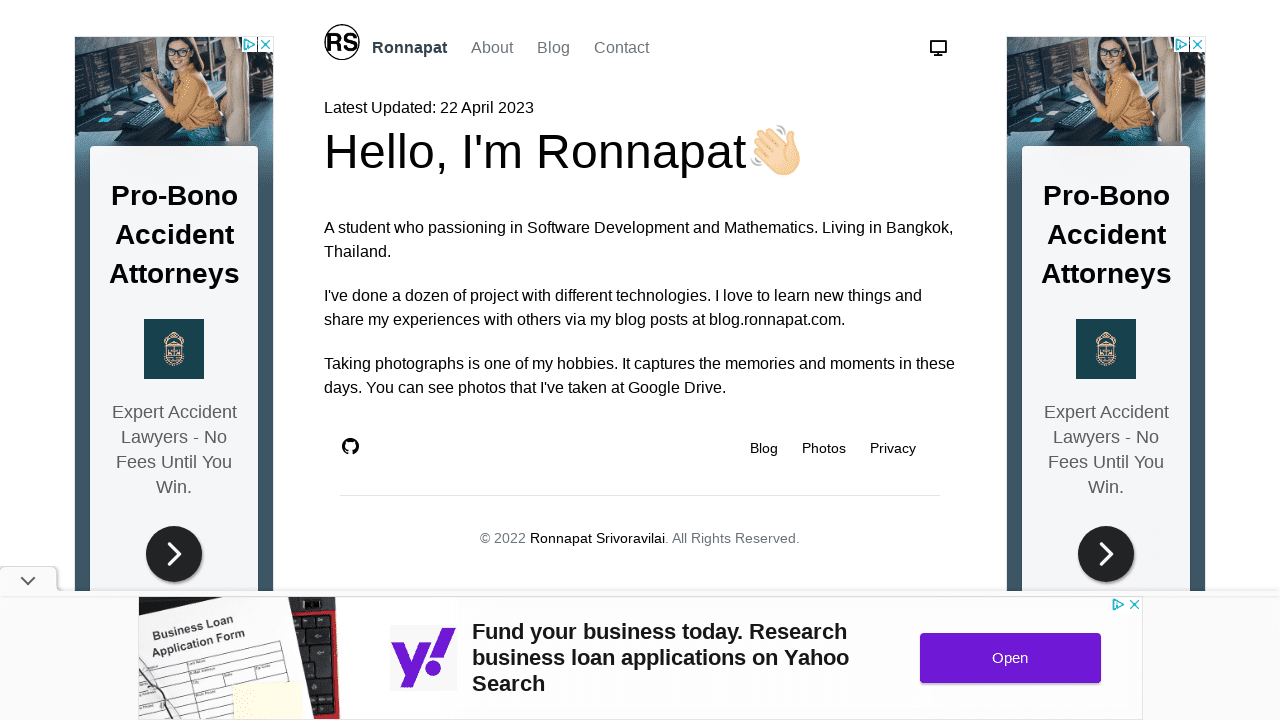 RS
Ronnapat
About
Blog
Contact
Latest Updated: 22 April 2023
Hello, I'm Ronnapat
A student who passioning in Software Development and Mathematics. Living in Bangkok,
Thailand.
I've done a dozen of project with different technologies. I love to learn new things and
share my experiences with others via my blog posts at blog.ronnapat.com.
Taking photographs is one of my hobbies. It captures the memories and moments in these
days. You can see photos that I've taken at Google Drive.
Blog
Photos
Privacy
© 2022 Ronnapat Srivoravilai. All Rights Reserved.
Pro-Bono
Accident
Attorneys
Expert Accident
Lawyers - No
Fees Until You
Win.
Pro-Bono
Accident
Attorneys
Expert Accident
Lawyers - No
Fees Until You
Win.
Business Loan
Application Form
y!
Fund your business today. Research
business loan applications on Yahoo
Search
Open